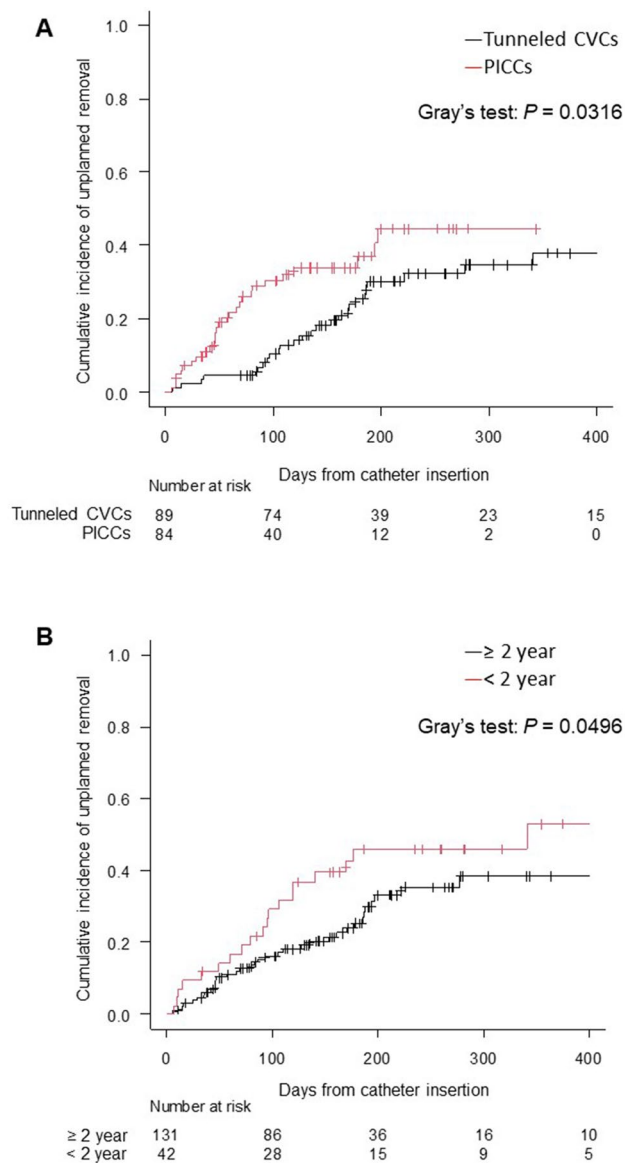 A
1.0
0.8
0.6
0.4
0.2
0.0
Cumulative incidence of unplanned removal
Tunneled CVCs
PICCs
Gray's test: P = 0.0316
0 100 200 300 400
Days from catheter insertion
Number at risk
Tunneled CVCs 89 74 39 23 15
PICCs 84 40 12 2 0
B
1.0
0.8
0.6
0.4
0.2
0.0
Cumulative incidence of unplanned removal
≥ 2 year
< 2 year
Gray's test: P = 0.0496
0 100 200 300 400
Days from catheter insertion
Number at risk
≥ 2 year 131 86 36 16 10
< 2 year 42 28 15 9 5